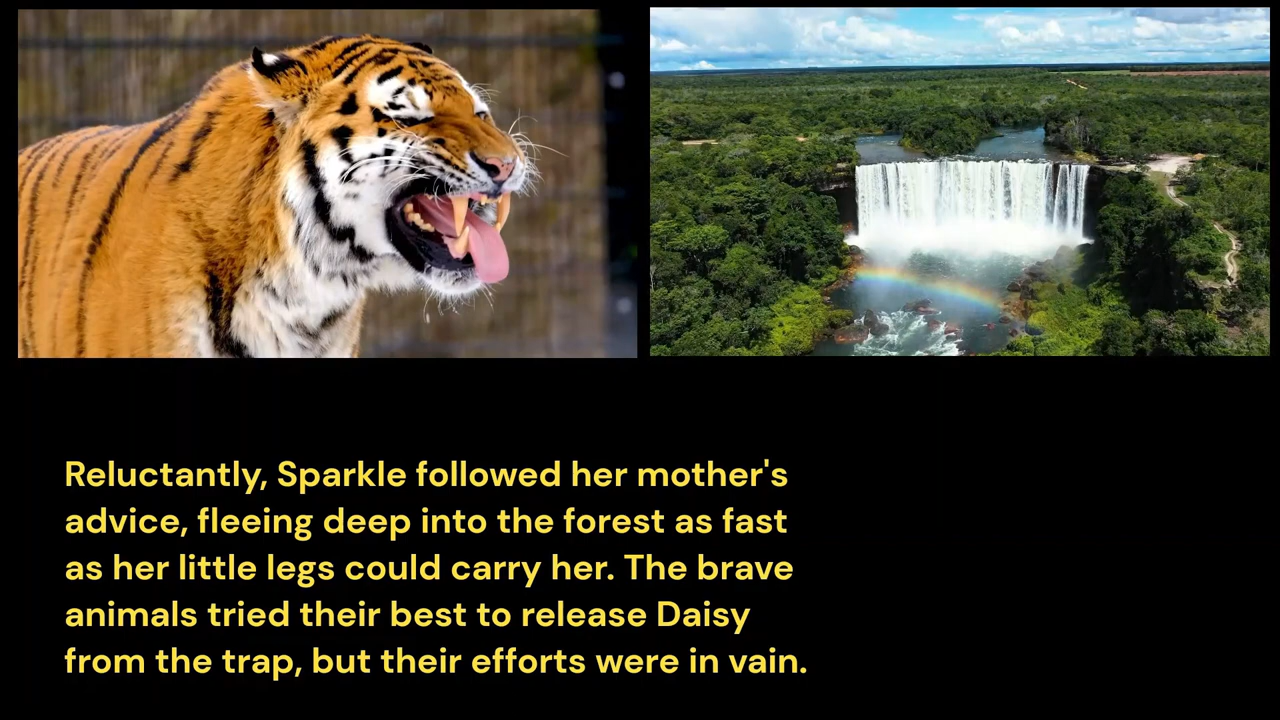 Reluctantly, Sparkle followed her mother's
advice, fleeing deep into the forest as fast
as her little legs could carry her. The brave
animals tried their best to release Daisy
from the trap, but their efforts were in vain.